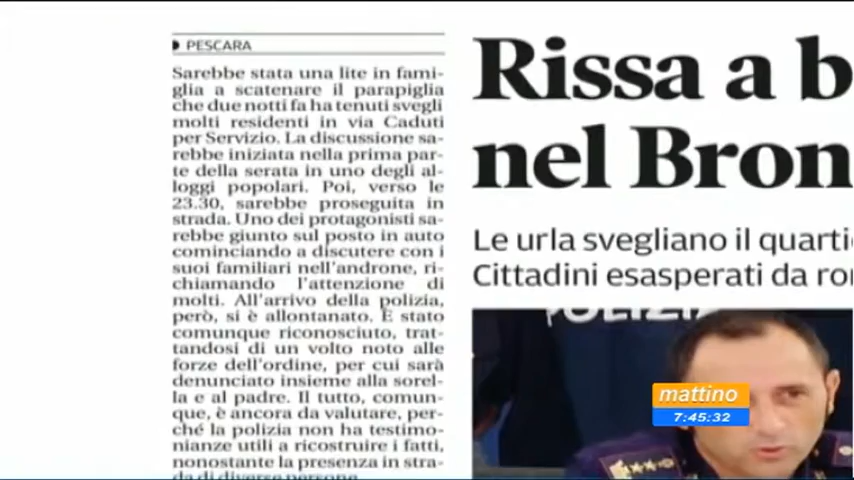 PESCARA
Sarebbe stata una lite in fami-
glia a scatenare il parapiglia
che due notti fa ha tenuti svegli
molti residenti in via Caduti
per Servizio. La discussione sa-
rebbe iniziata nella prima par-
te della serata in uno degli al-
loggi popolari. Poi, verso le
23.30, sarebbe proseguita in
strada. Uno dei protagonisti sa-
rebbe giunto sul posto in auto
cominciando a discutere con i
suoi familiari nell'androne, ri-
chiamando l'attenzione di
molti. All'arrivo della polizia,
però, si è allontanato. È stato
comunque riconosciuto, trat-
tandosi di un volto noto alle
forze dell'ordine, per cui sarà
denunciato insieme alla sorel-
la e al padre. Il tutto, comun-
que, è ancora da valutare, per-
ché la polizia non ha testimo-
nianze utili a ricostruire i fatti,
nonostante la presenza in stra-
da di diverse persone.
Rissa a b
nel Bron
Le urla svegliano il quarti
Cittadini esasperati da ro
POLIZIA
mattino
7:45:32